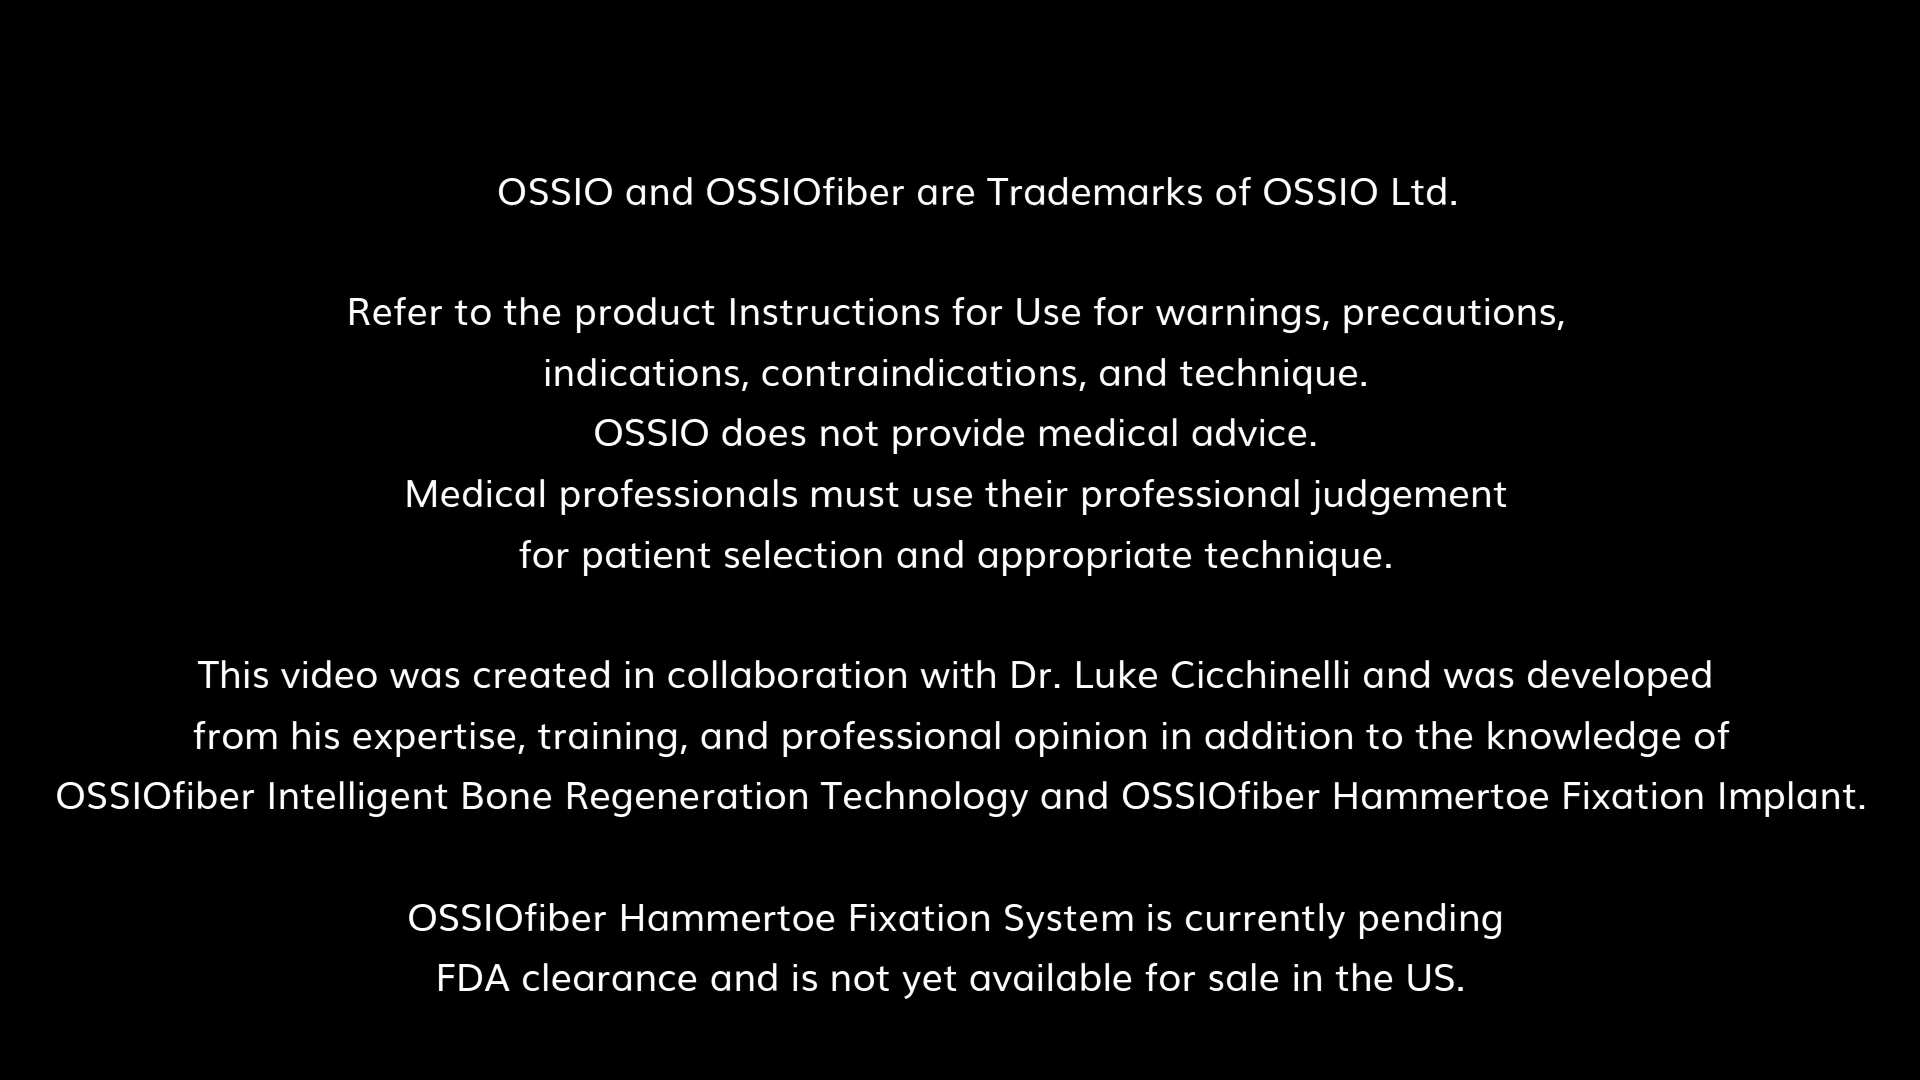 OSSIO and OSSIOfiber are Trademarks of OSSIO Ltd.
Refer to the product Instructions for Use for warnings, precautions,
indications, contraindications, and technique.
OSSIO does not provide medical advice.
Medical professionals must use their professional judgement
for patient selection and appropriate technique.
This video was created in collaboration with Dr. Luke Cicchinelli and was developed
from his expertise, training, and professional opinion in addition to the knowledge of
OSSIOfiber Intelligent Bone Regeneration Technology and OSSIOfiber Hammertoe Fixation Implant.
OSSIOfiber Hammertoe Fixation System is currently pending
FDA clearance and is not yet available for sale in the US.